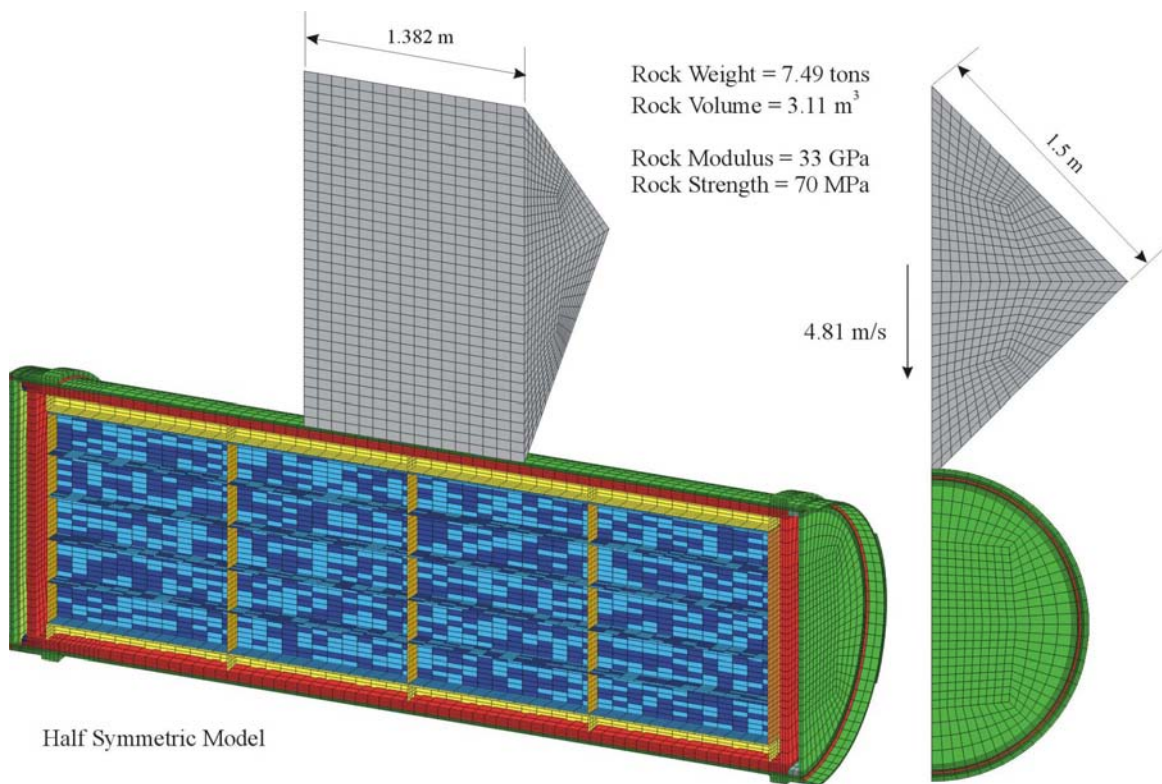 1.382 m
Rock Weight = 7.49 tons
Rock Volume = 3.11 m³
Rock Modulus = 33 GPa
Rock Strength = 70 MPa
1.5 m
4.81 m/s
Half Symmetric Model